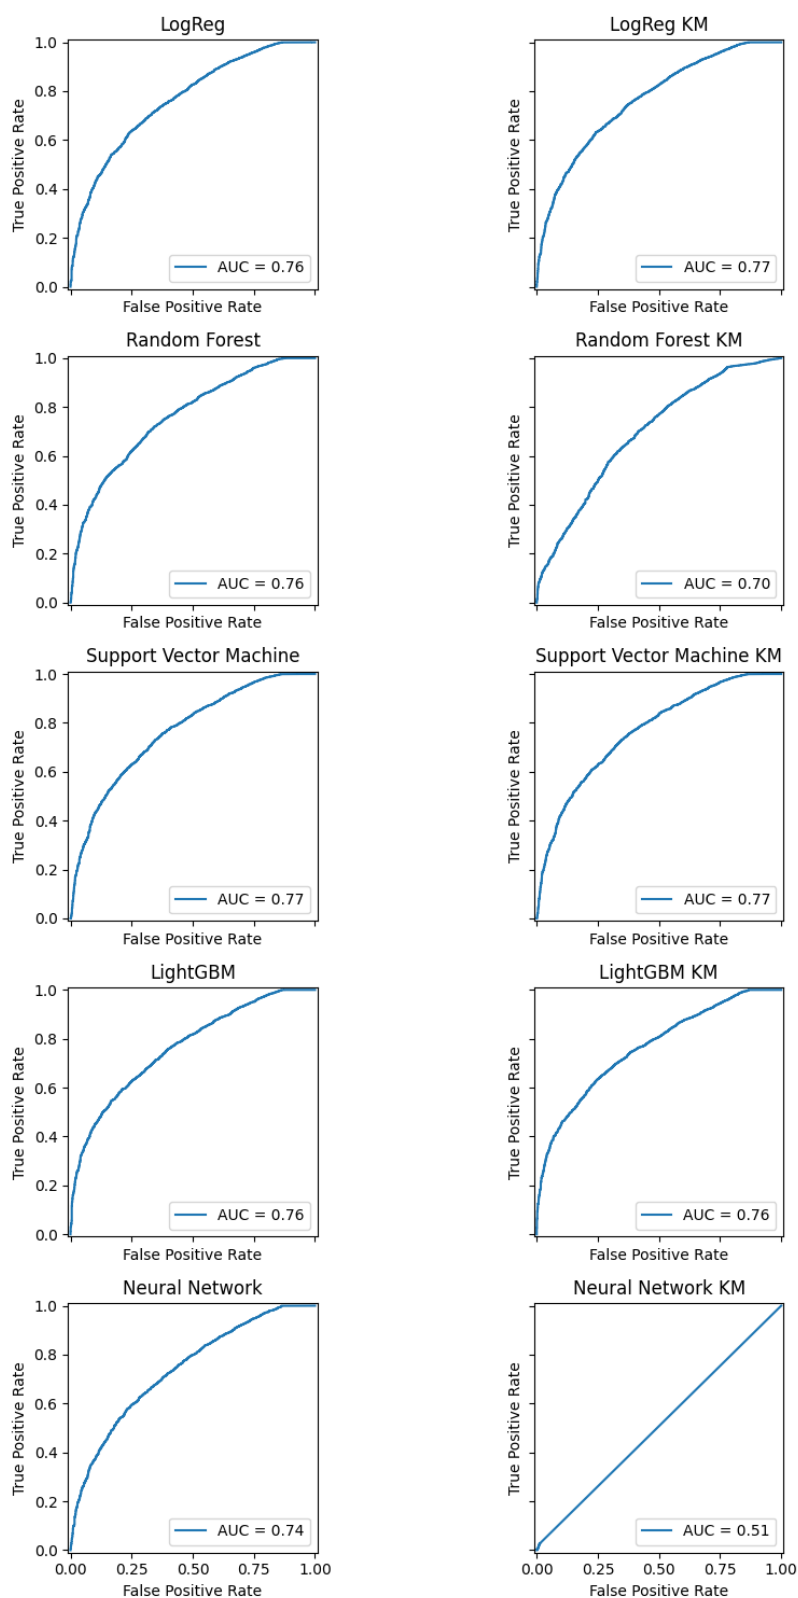 LogReg
1.0
0.8
0.6
0.4
0.2
0.0
True Positive Rate
AUC = 0.76
False Positive Rate
LogReg KM
True Positive Rate
AUC = 0.77
False Positive Rate
Random Forest
1.0
0.8
0.6
0.4
0.2
0.0
True Positive Rate
AUC = 0.76
False Positive Rate
Random Forest KM
True Positive Rate
AUC = 0.70
False Positive Rate
Support Vector Machine
1.0
0.8
0.6
0.4
0.2
0.0
True Positive Rate
AUC = 0.77
False Positive Rate
Support Vector Machine KM
True Positive Rate
AUC = 0.77
False Positive Rate
LightGBM
1.0
0.8
0.6
0.4
0.2
0.0
True Positive Rate
AUC = 0.76
False Positive Rate
LightGBM KM
True Positive Rate
AUC = 0.76
False Positive Rate
Neural Network
1.0
0.8
0.6
0.4
0.2
0.0
True Positive Rate
AUC = 0.74
0.00 0.25 0.50 0.75 1.00
False Positive Rate
Neural Network KM
True Positive Rate
AUC = 0.51
0.00 0.25 0.50 0.75 1.00
False Positive Rate